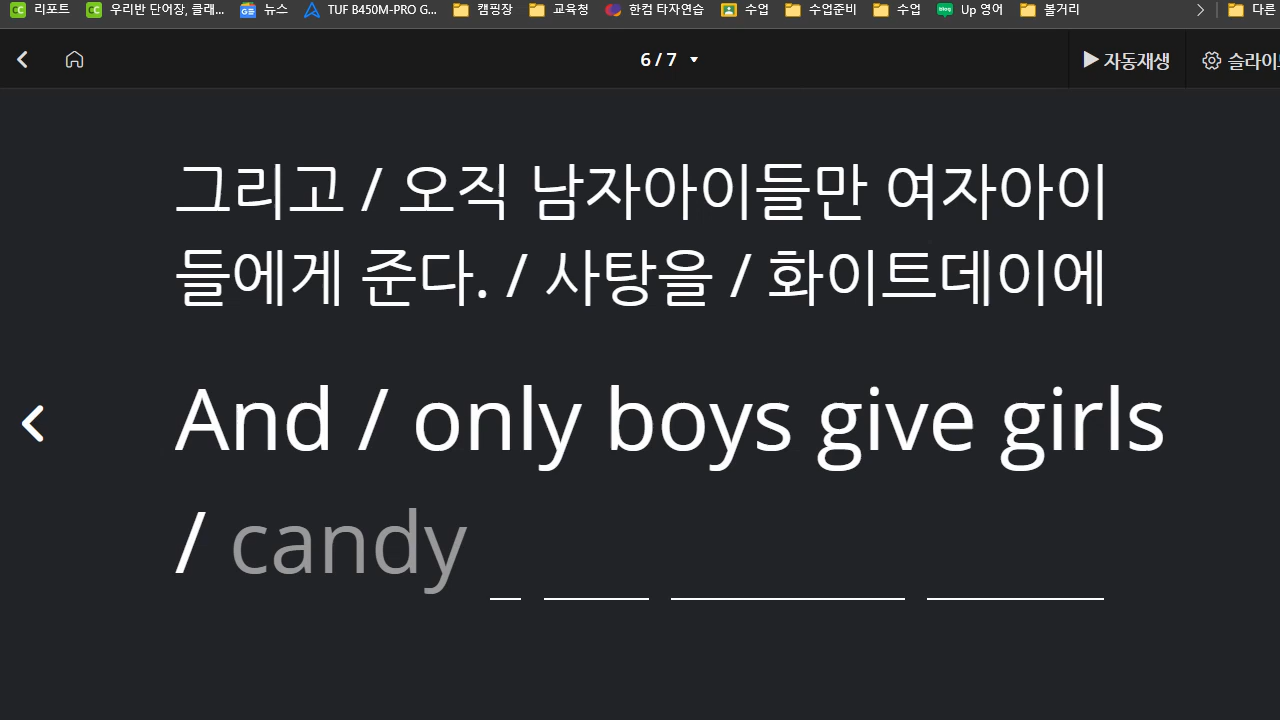 리포트 우리반 단어장, 클래... 뉴스 TUF B450M-PRO G... 캠핑장 교육청 한컴 타자연습 수업 수업준비 수업 Up 영어 볼거리 다른
6 / 7 자동재생 슬라이드
그리고 / 오직 남자아이들만 여자아이
들에게 준다. / 사탕을 / 화이트데이에
And / only boys give girls
/ candy